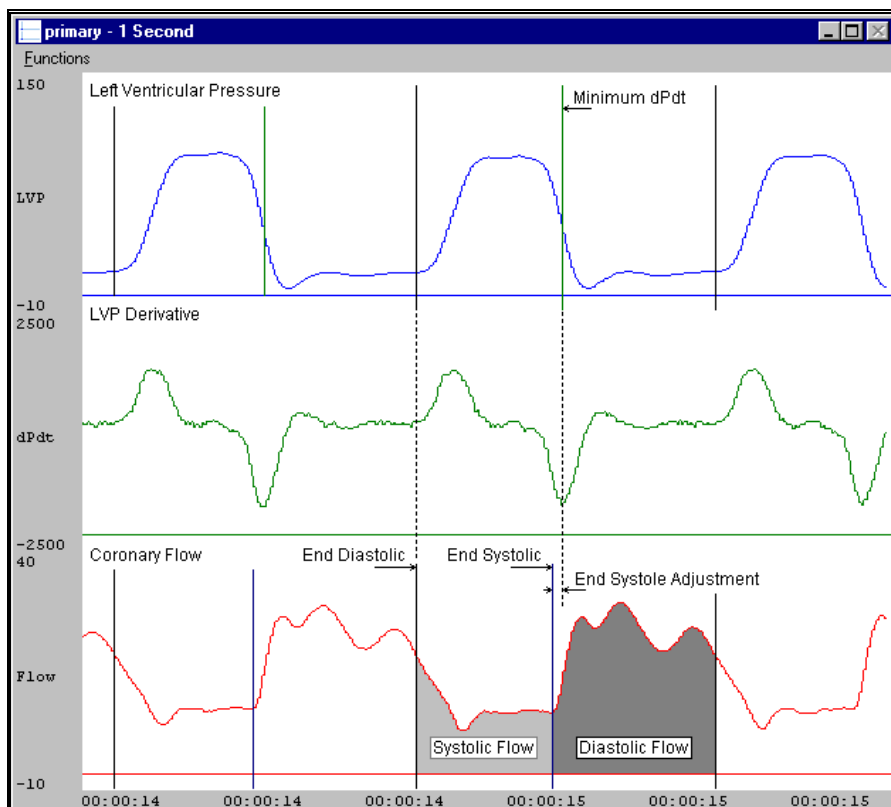 primary - 1 Second
Functions
150
Left Ventricular Pressure
Minimum dPdt
LVP
-10
2500
LVP Derivative
dPdt
-2500
40
Coronary Flow
End Diastolic
End Systolic
End Systole Adjustment
Flow
Systolic Flow
Diastolic Flow
-10
00:00:14 00:00:14 00:00:14 00:00:15 00:00:15 00:00:15